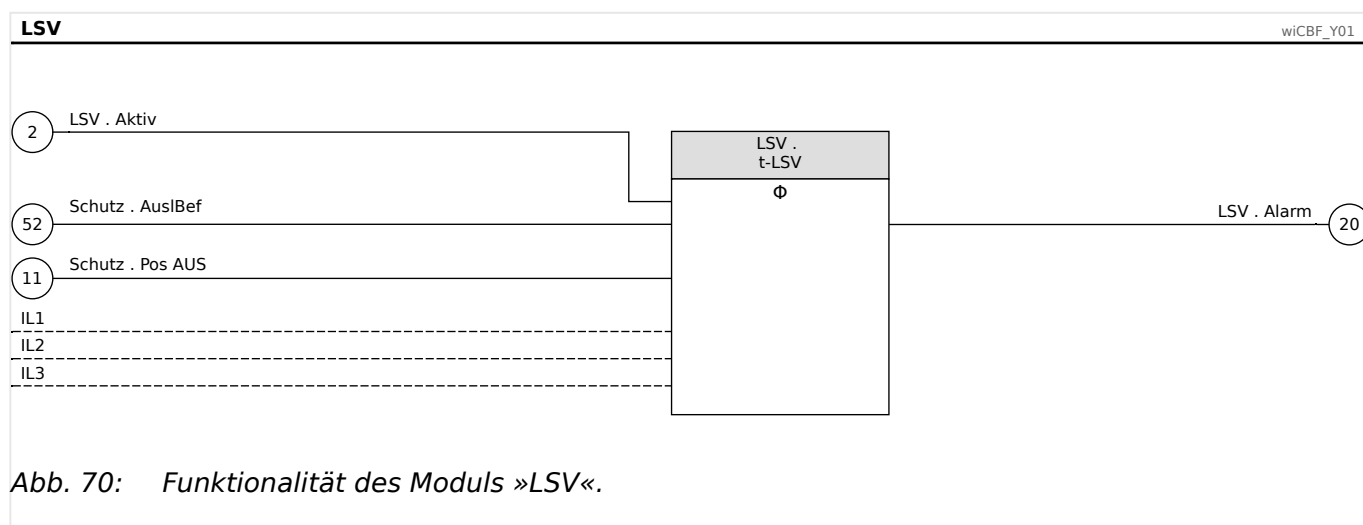 LSV
wiCBF_Y01
LSV . Aktiv
2
LSV .
t-LSV
Φ
Schutz . AuslBef
52
LSV . Alarm
20
Schutz . Pos AUS
11
IL1
IL2
IL3
Abb. 70: Funktionalität des Moduls »LSV«.